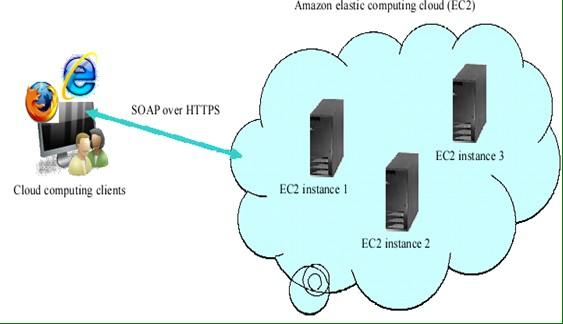 Amazon elastic computing cloud (EC2)
SOAP over HTTPS
Cloud computing clients
EC2 instance 1
EC2 instance 2
EC2 instance 3